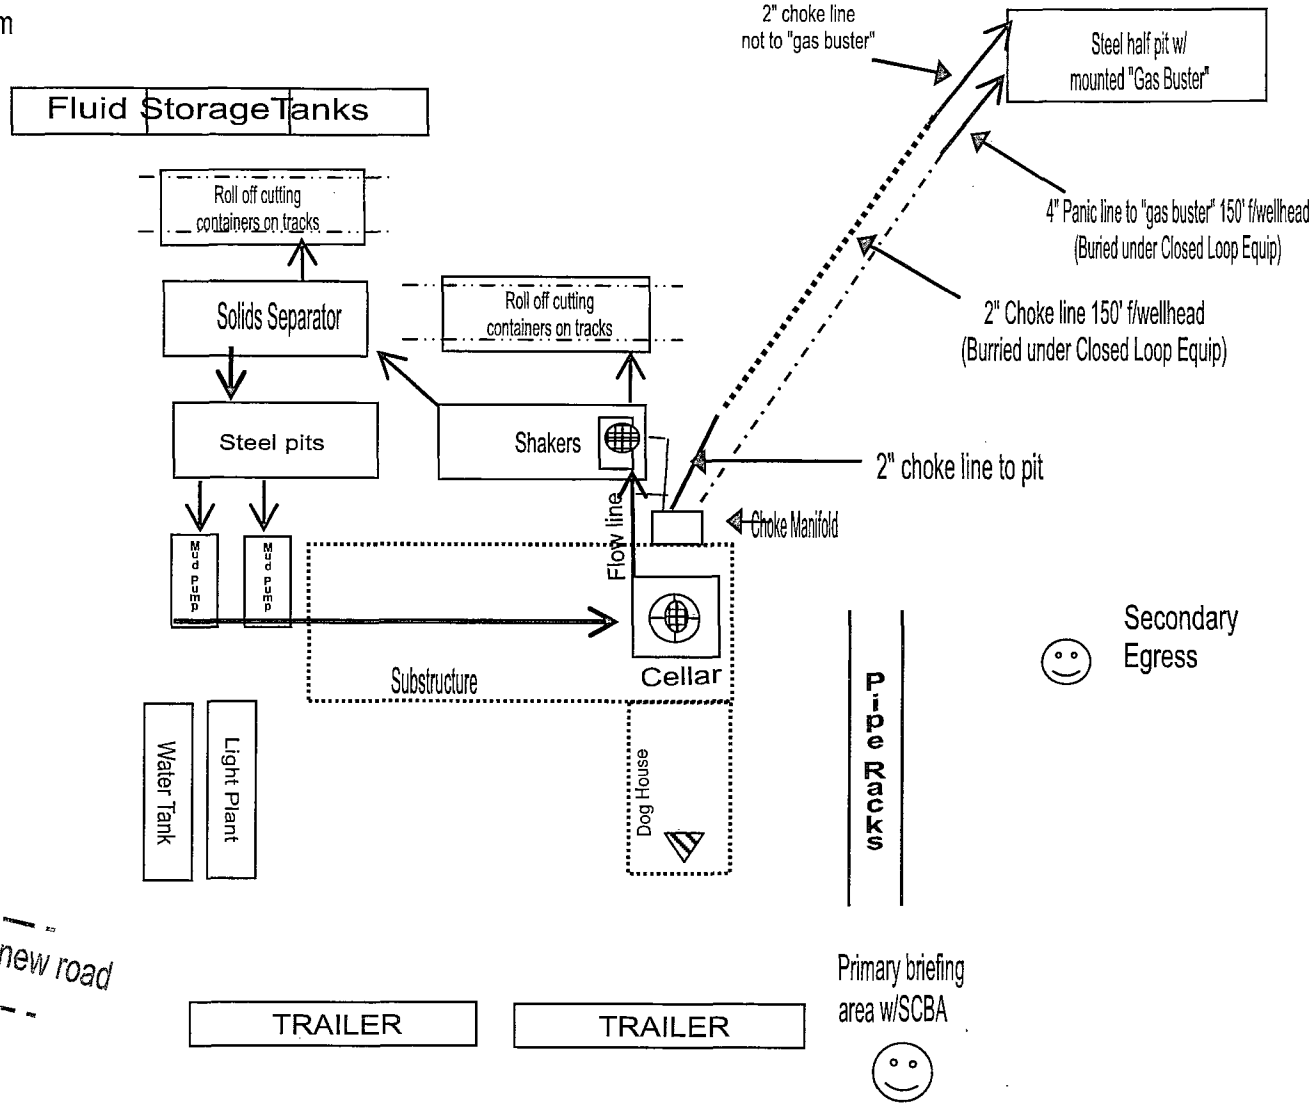 m
2" choke line
not to "gas buster"
Steel half pit w/
mounted "Gas Buster"
Fluid StorageTanks
Roll off cutting
containers on tracks
4" Panic line to "gas buster" 150' f/wellhead
(Buried under Closed Loop Equip)
Solids Separator
Roll off cutting
containers on tracks
2" Choke line 150' f/wellhead
(Burried under Closed Loop Equip)
Steel pits
Shakers
2" choke line to pit
Flow line
Choke Manifold
Mud Pump
Mud Pump
Secondary
Egress
Substructure
Cellar
Pipe Racks
Water Tank
Light Plant
Dog House
new road
Primary briefing
area w/SCBA
TRAILER
TRAILER